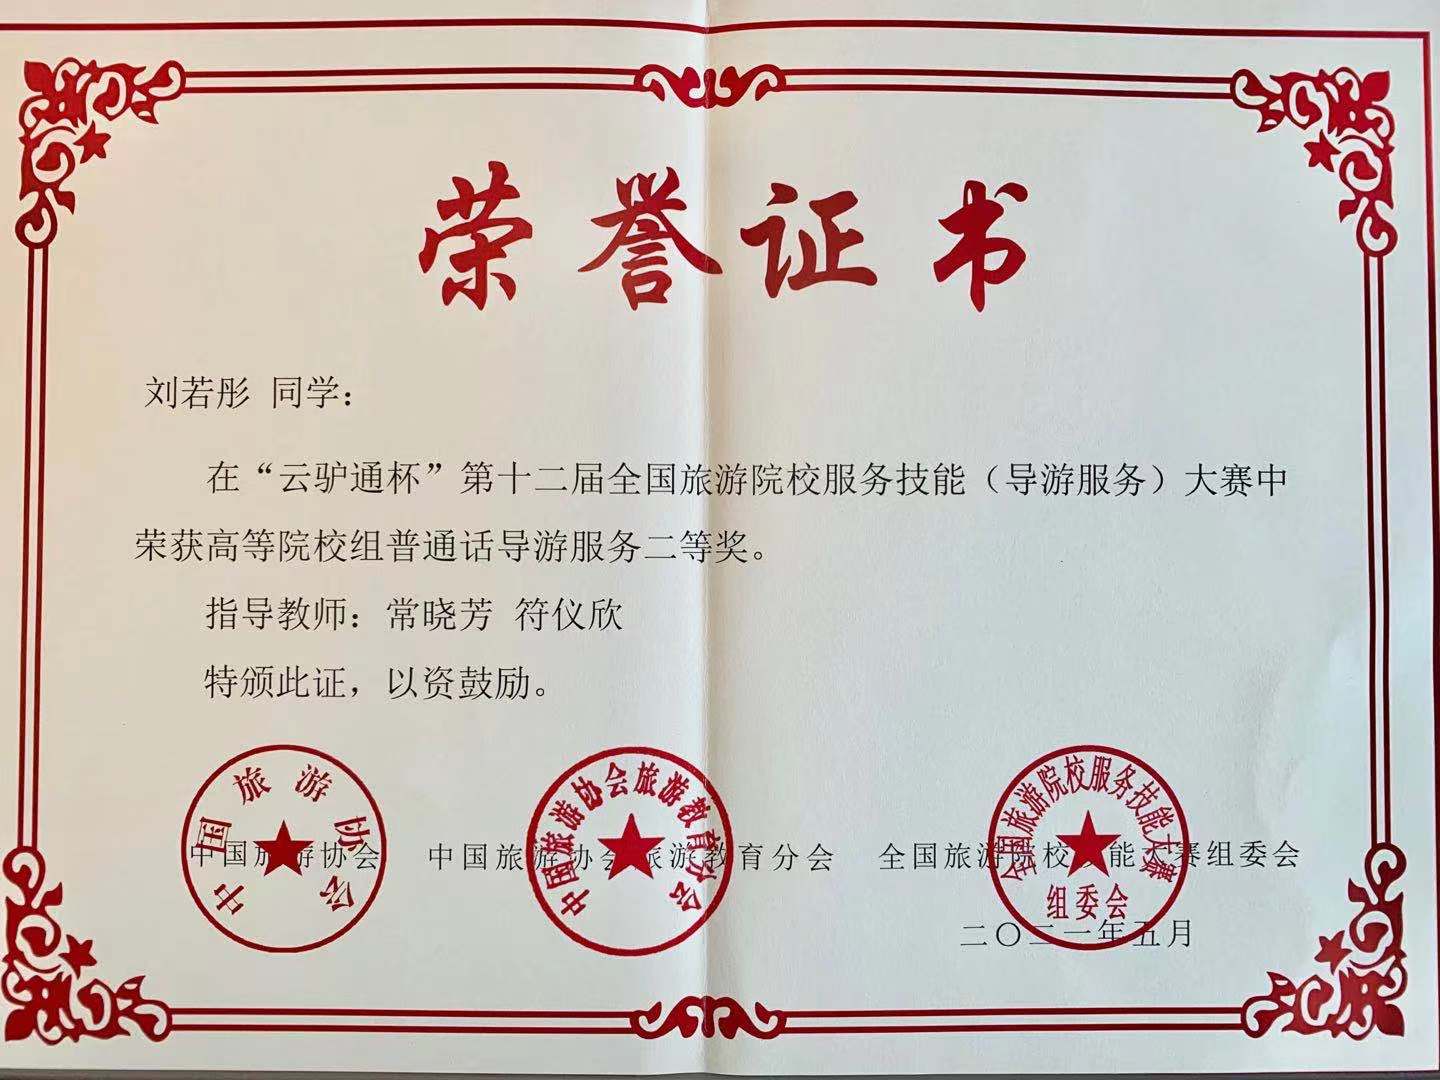 荣誉证书
刘若彤 同学：
在“云驴通杯”第十二届全国旅游院校服务技能（导游服务）大赛中
荣获高等院校组普通话导游服务二等奖。
指导教师：常晓芳 符仪欣
特颁此证，以资鼓励。
中国旅游协会
中国旅游协会旅游教育分会
全国旅游院校服务技能大赛
组委会
中国旅游协会 中国旅游协会旅游教育分会 全国旅游院校技能大赛组委会
二〇二一年五月